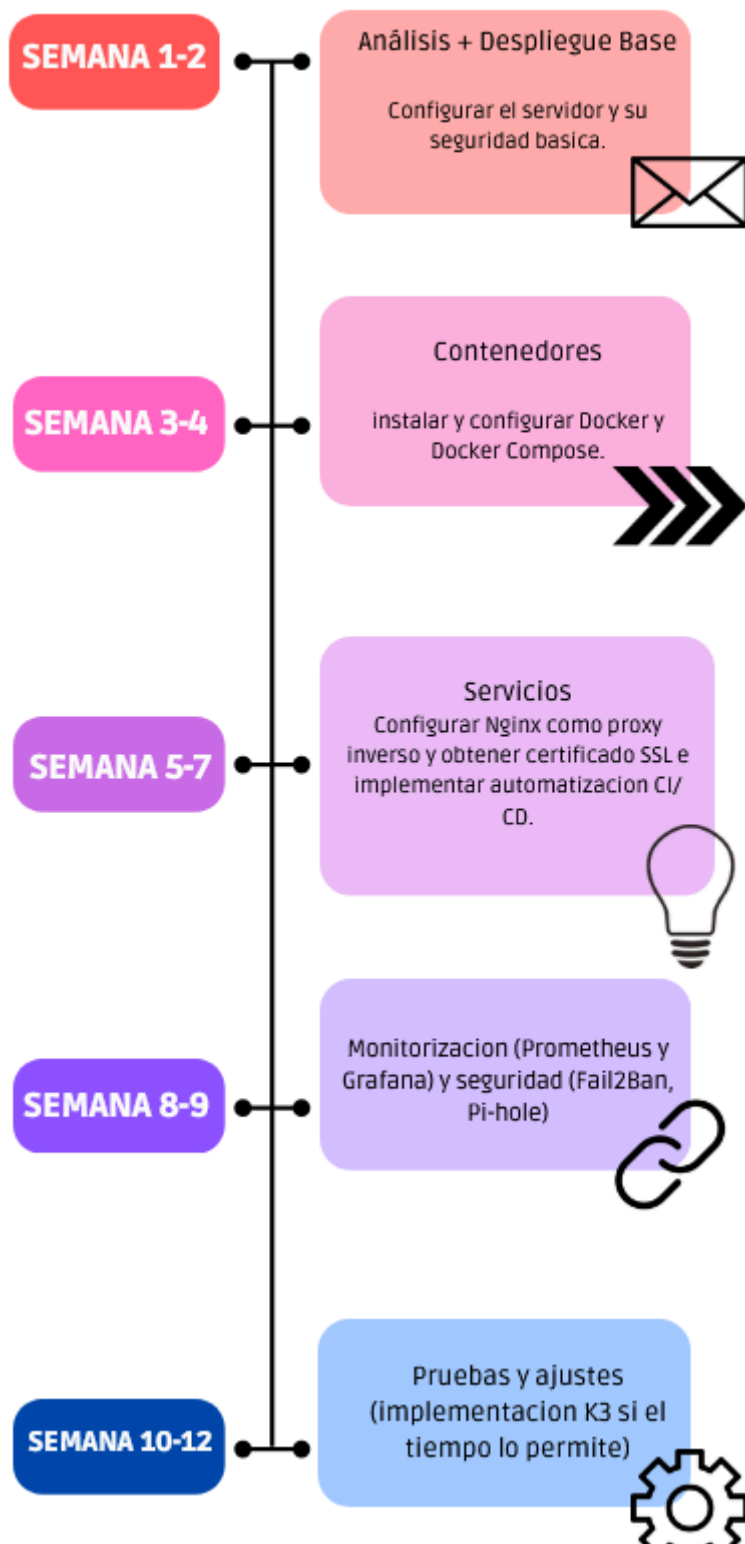 SEMANA 1-2
Análisis + Despliegue Base
Configurar el servidor y su
seguridad basica.
SEMANA 3-4
Contenedores
instalar y configurar Docker y
Docker Compose.
SEMANA 5-7
Servicios
Configurar Nginx como proxy
inverso y obtener certificado SSL e
implementar automatizacion CI/
CD.
SEMANA 8-9
Monitorizacion (Prometheus y
Grafana) y seguridad (Fail2Ban,
Pi-hole)
SEMANA 10-12
Pruebas y ajustes
(implementacion K3 si el
tiempo lo permite)